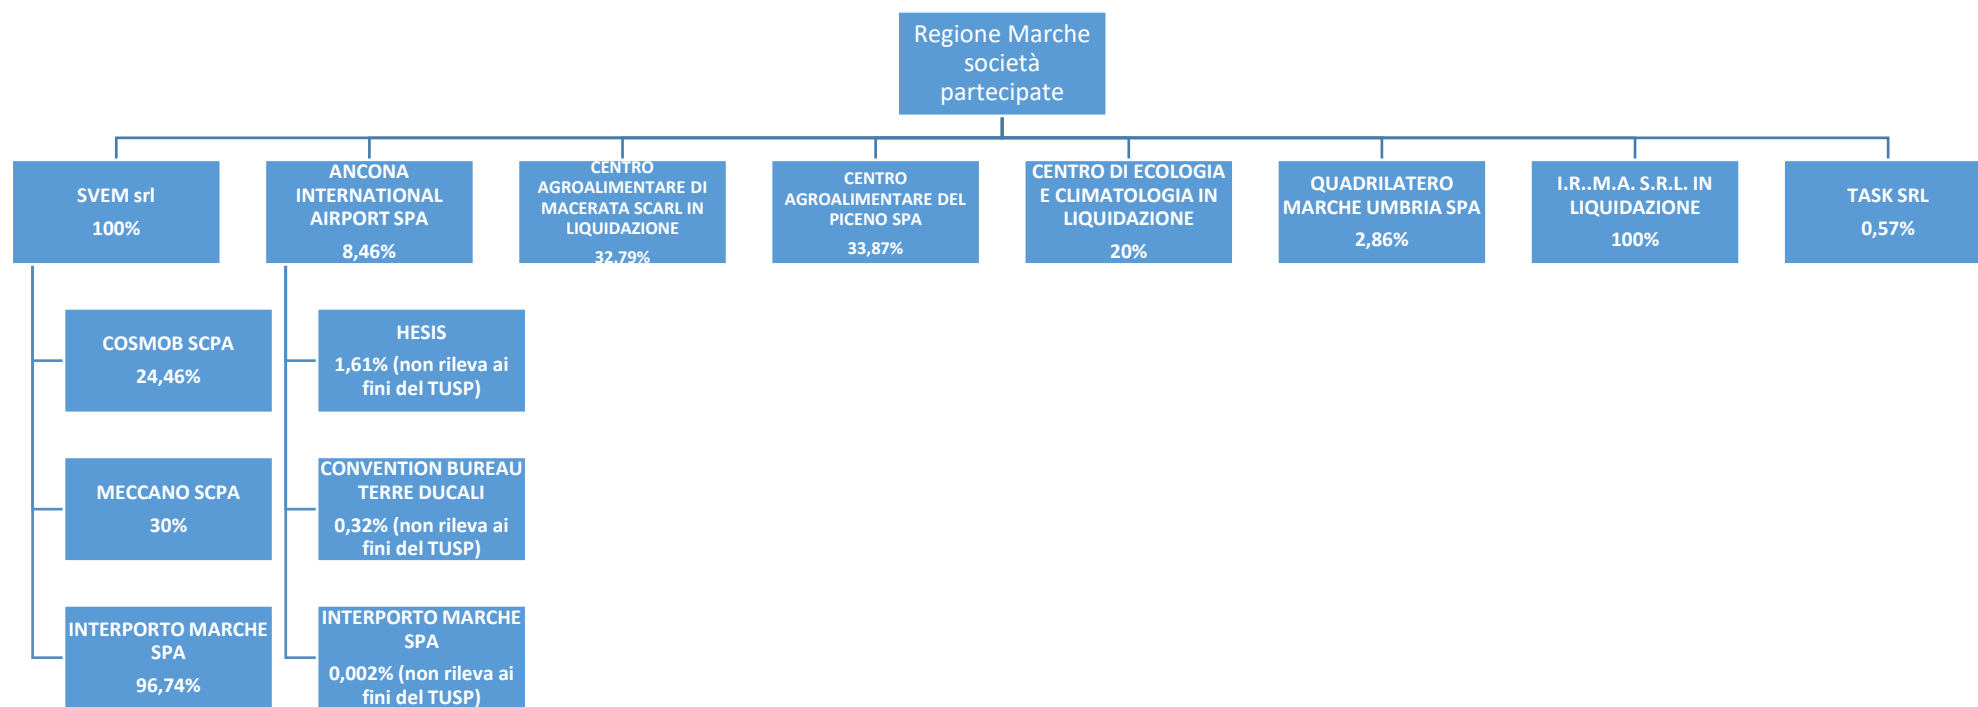 Regione Marche
società
partecipate
SVEM srl
100%
ANCONA
INTERNATIONAL
AIRPORT SPA
8,46%
CENTRO
AGROALIMENTARE DI
MACERATA SCARL IN
LIQUIDAZIONE
32,79%
CENTRO
AGROALIMENTARE DEL
PICENO SPA
33,87%
CENTRO DI ECOLOGIA
E CLIMATOLOGIA IN
LIQUIDAZIONE
20%
QUADRILATERO
MARCHE UMBRIA SPA
2,86%
I.R..M.A. S.R.L. IN
LIQUIDAZIONE
100%
TASK SRL
0,57%
COSMOB SCPA
24,46%
HESIS
1,61% (non rileva ai
fini del TUSP)
MECCANO SCPA
30%
CONVENTION BUREAU
TERRE DUCALI
0,32% (non rileva ai
fini del TUSP)
INTERPORTO MARCHE
SPA
96,74%
INTERPORTO MARCHE
SPA
0,002% (non rileva ai
fini del TUSP)